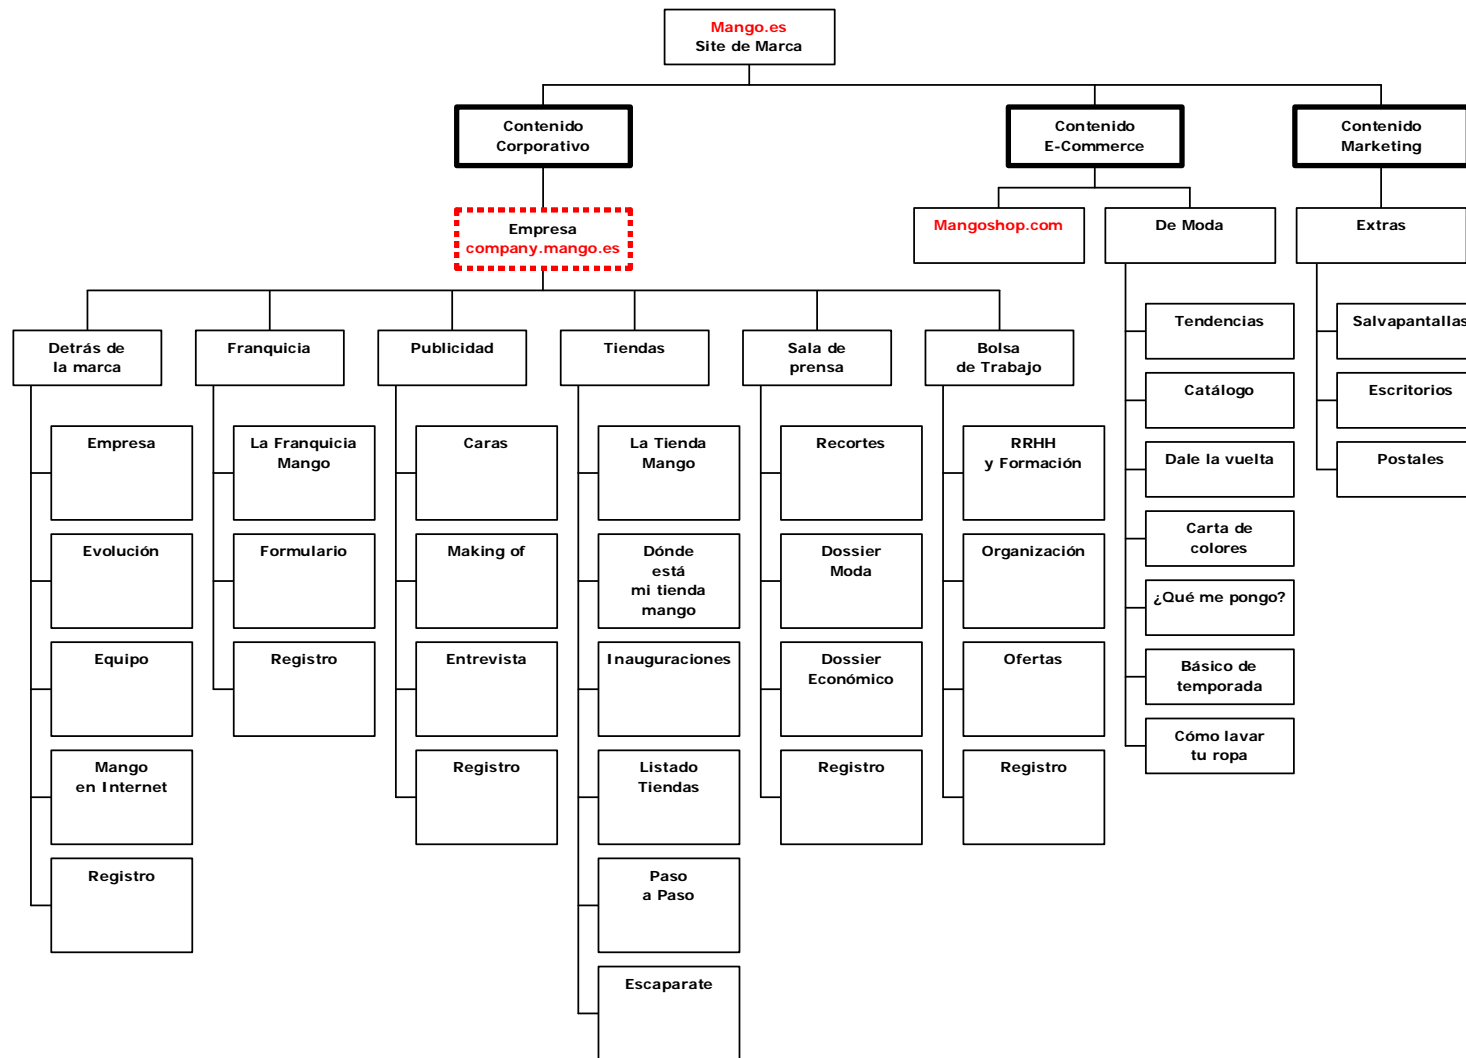 Mango.es
Site de Marca
Contenido
Corporativo
Contenido
E-Commerce
Contenido
Marketing
Empresa
company.mango.es
Mangoshop.com
De Moda
Extras
Detrás de
la marca
Franquicia
Publicidad
Tiendas
Sala de
prensa
Bolsa
de Trabajo
Empresa
Evolución
Equipo
Mango
en Internet
Registro
La Franquicia
Mango
Formulario
Registro
Caras
Making of
Entrevista
Registro
La Tienda
Mango
Dónde
está
mi tienda
mango
Inauguraciones
Listado
Tiendas
Paso
a Paso
Escaparate
Recortes
Dossier
Moda
Dossier
Económico
Registro
RRHH
y Formación
Organización
Ofertas
Registro
Tendencias
Catálogo
Dale la vuelta
Carta de
colores
¿Qué me pongo?
Básico de
temporada
Cómo lavar
tu ropa
Salvapantallas
Escritorios
Postales